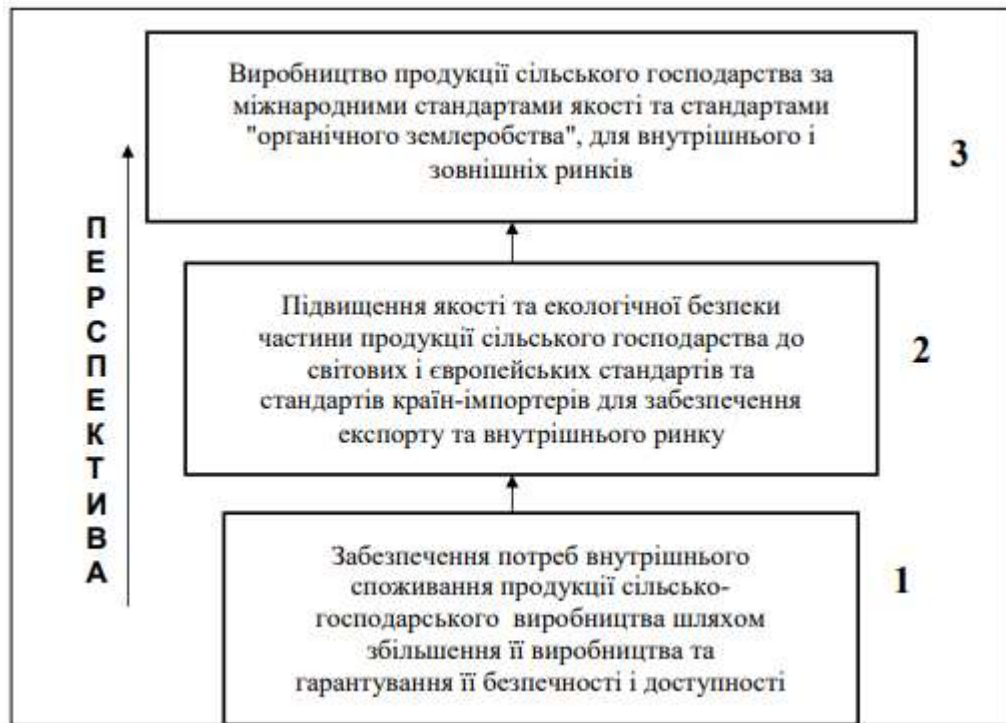 Виробництво продукції сільського господарства за
міжнародними стандартами якості та стандартами
"органічного землеробства", для внутрішнього і
зовнішніх ринків
3
ПЕРСПЕКТИВА
Підвищення якості та екологічної безпеки
частини продукції сільського господарства до
світових і європейських стандартів та
стандартів країн-імпортерів для забезпечення
експорту та внутрішнього ринку
2
Забезпечення потреб внутрішнього
споживання продукції сільсько-
господарського виробництва шляхом
збільшення її виробництва та
гарантування її безпечності і доступності
1